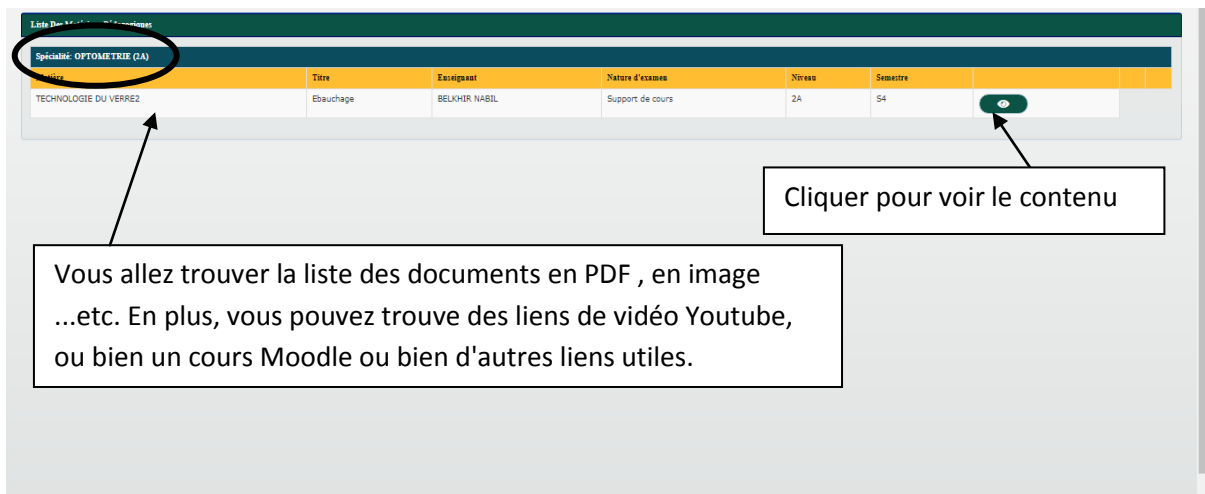 Liste Des
Spécialité: OPTOMETRIE (2A)
Matière Titre Enseignant Nature d'examen Niveau Semestre
TECHNOLOGIE DU VERRE2 Ebauchage BELKHIR NABIL Support de cours 2A S4
Cliquer pour voir le contenu
Vous allez trouver la liste des documents en PDF , en image
...etc. En plus, vous pouvez trouve des liens de vidéo Youtube,
ou bien un cours Moodle ou bien d'autres liens utiles.